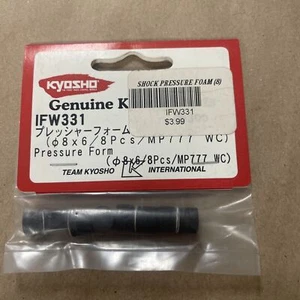 KYOSHO
SHOCK PRESSURE FOAM (8)
IFW331
$3.99
Genuine K
IFW331
プレッシャーフォーム
(φ8x6/8Pcs/MP777 WC)
Pressure Form
(φ8x6/8Pcs/MP777 WC)
TEAM KYOSHO INTERNATIONAL